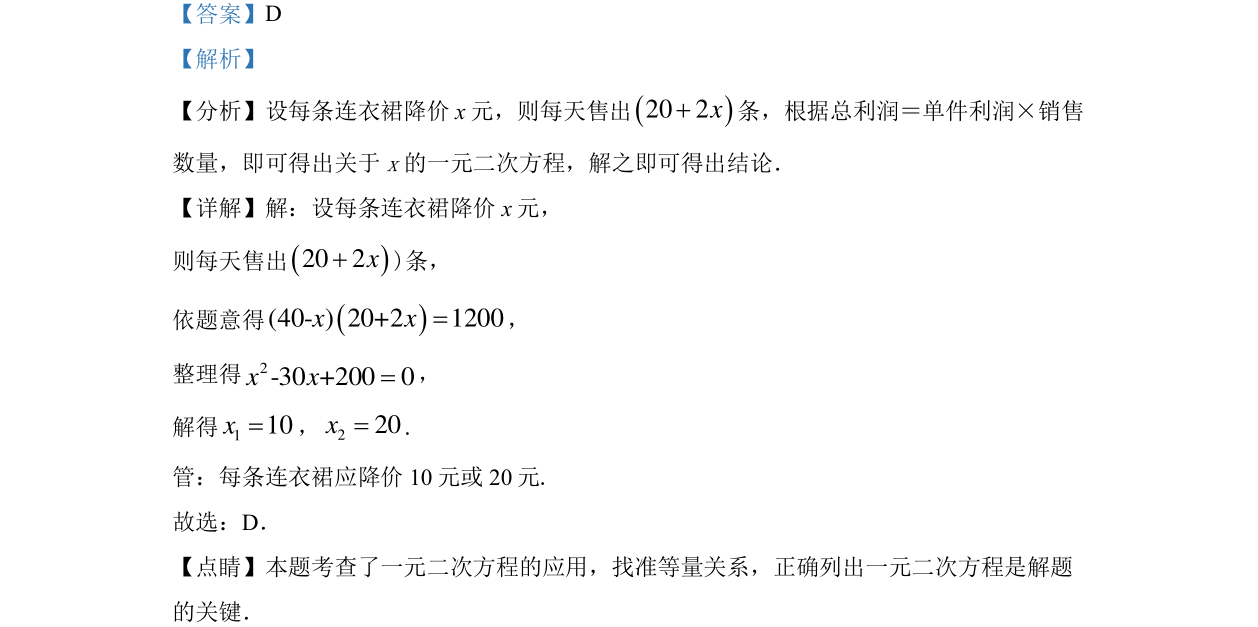 【答案】D
【解析】
【分析】设每条连衣裙降价 x 元，则每天售出(20+2x)条，根据总利润＝单件利润×销售
数量，即可得出关于 x 的一元二次方程，解之即可得出结论．
【详解】解：设每条连衣裙降价 x 元，
则每天售出(20+2x))条，
依题意得(40-x)(20+2x)=1200，
整理得 x²-30x+200=0，
解得 x₁=10，x₂=20．
管：每条连衣裙应降价 10 元或 20 元.
故选：D．
【点睛】本题考查了一元二次方程的应用，找准等量关系，正确列出一元二次方程是解题
的关键．